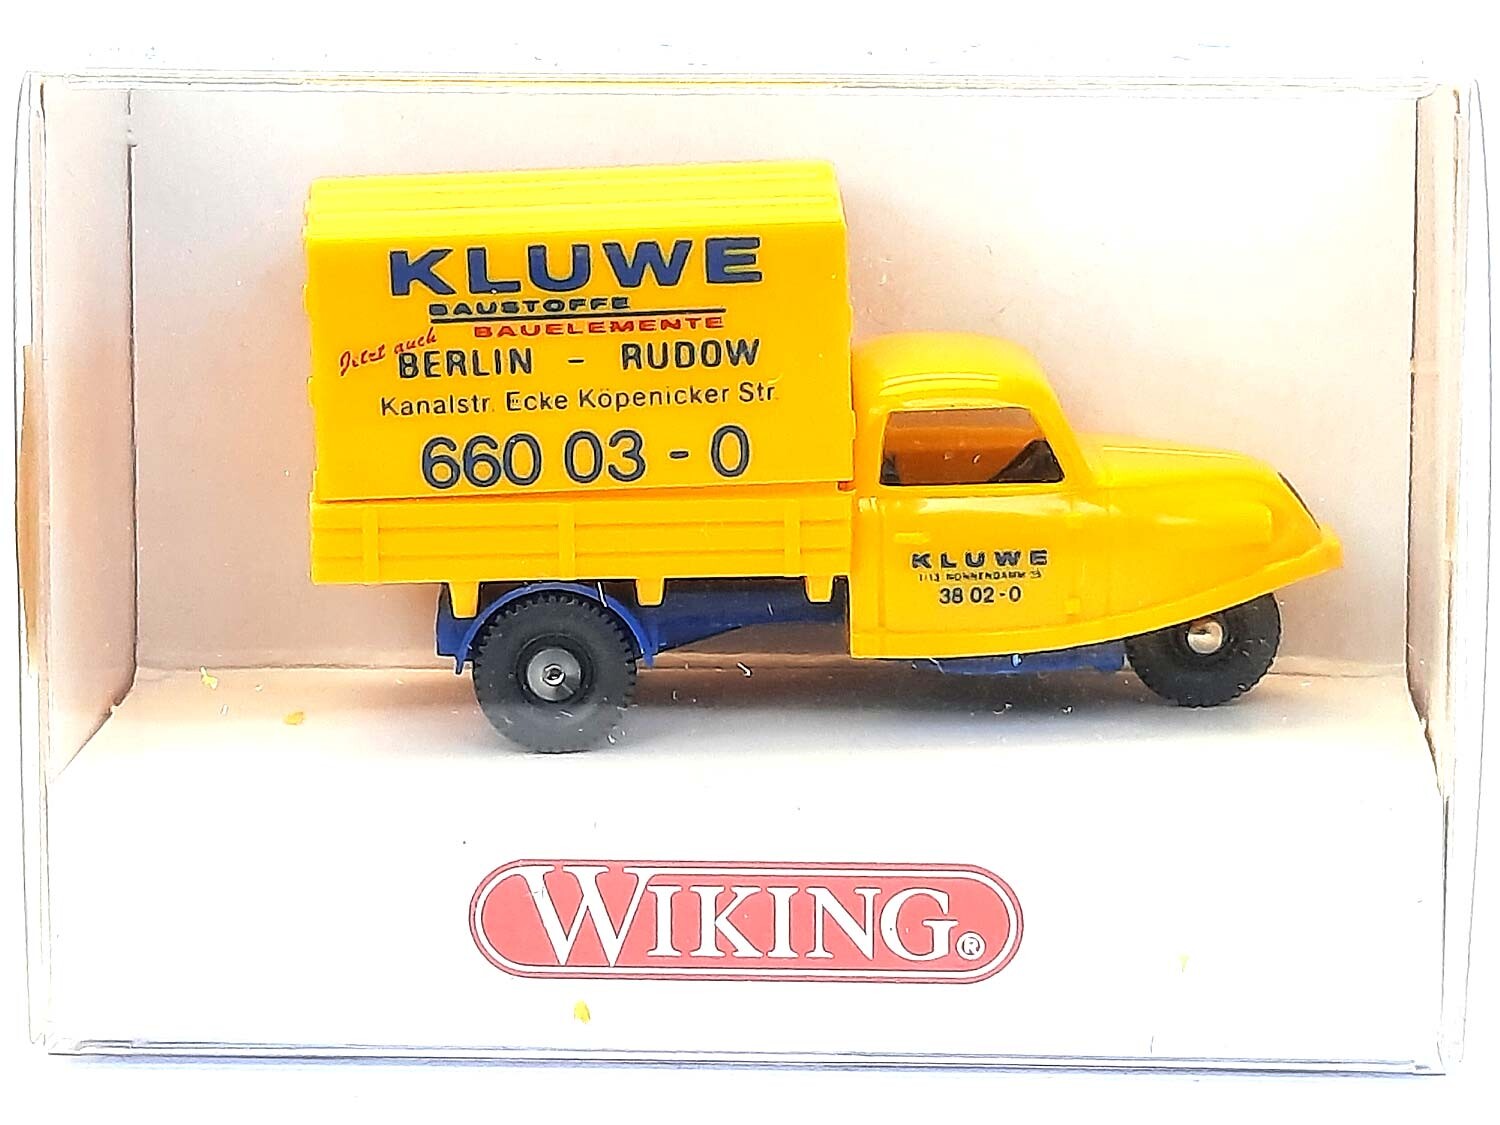 KLUWE
BAUSTOFFE
BAUELEMENTE
Jetzt auch
BERLIN - RUDOW
Kanalstr. Ecke Köpenicker Str.
660 03 - 0
KLUWE
38 02 - 0
WIKING®